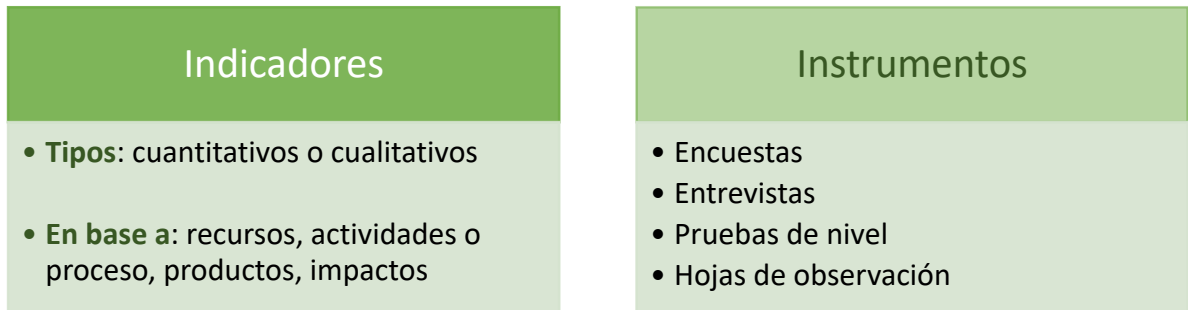 Indicadores
• Tipos: cuantitativos o cualitativos
• En base a: recursos, actividades o
proceso, productos, impactos
Instrumentos
• Encuestas
• Entrevistas
• Pruebas de nivel
• Hojas de observación